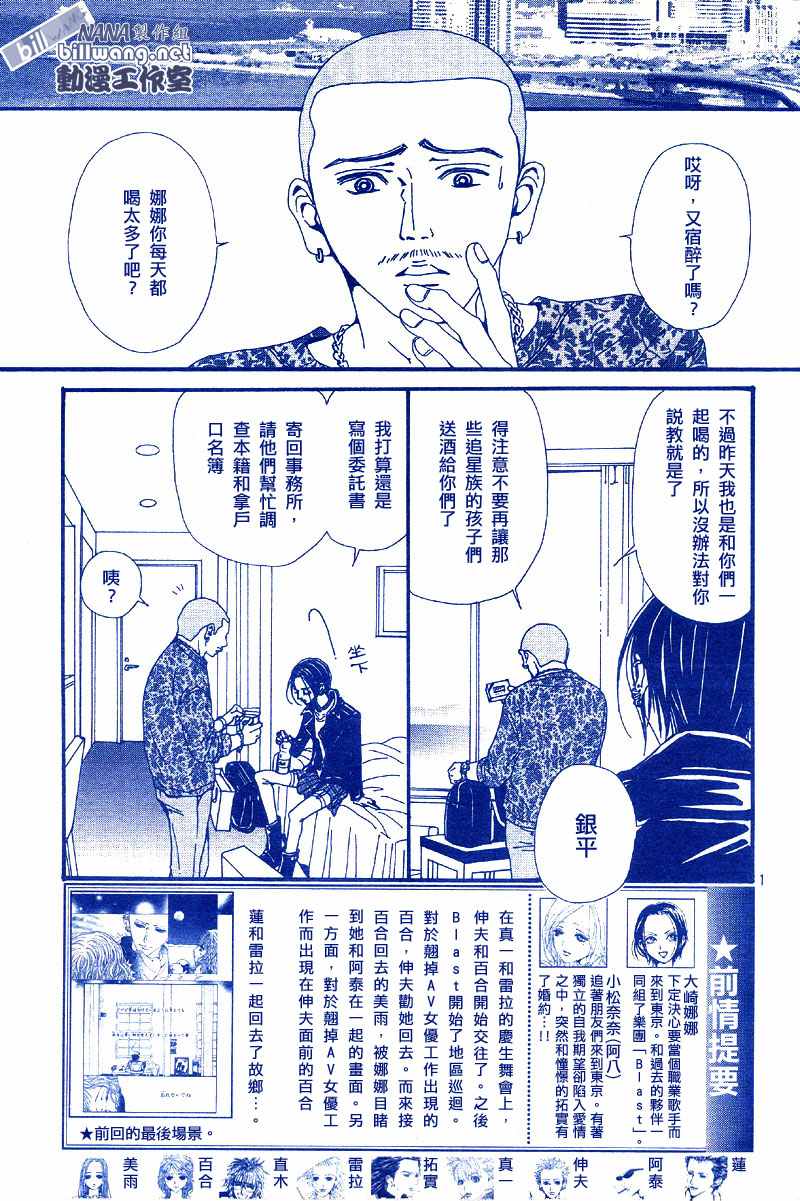 bill
NANA製作組
billwang.net
動漫工作室
哎呀，又宿醉了嗎？
娜娜你每天都
喝太多了吧？
不過昨天我也是和你們一
起喝的，所以沒辦法對你
說教就是了
得注意不要再讓那
些追星族的孩子們
送酒給你們了
銀平
我打算還是
寫個委託書
寄回事務所，
請他們幫忙調
查本籍和拿戶
口名簿
咦？
坐下
1
★前情提要
大崎娜娜
下定決心要當個職業歌手而
來到東京。和過去的夥伴一
同組了樂團「Blast」。
小松奈奈(阿八)
追著朋友們來到東京。有著
獨立的自我期望卻陷入愛情
之中，突然和憧憬的拓實有
了婚約…!!
在真一和雷拉的慶生舞會上，
伸夫和百合開始交往了。之後
Blast開始了地區巡迴。
對於翹掉AV女優工作出現的
百合，伸夫勸她回去。而來接
百合回去的美雨，被娜娜目睹
到她和阿泰在一起的畫面。另
一方面，對於翹掉AV女優工
作而出現在伸夫面前的百合
蓮和雷拉一起回去了故鄉…。
★前回的最後場景。
蓮
阿泰
伸夫
真一
拓實
雷拉
直木
百合
美雨